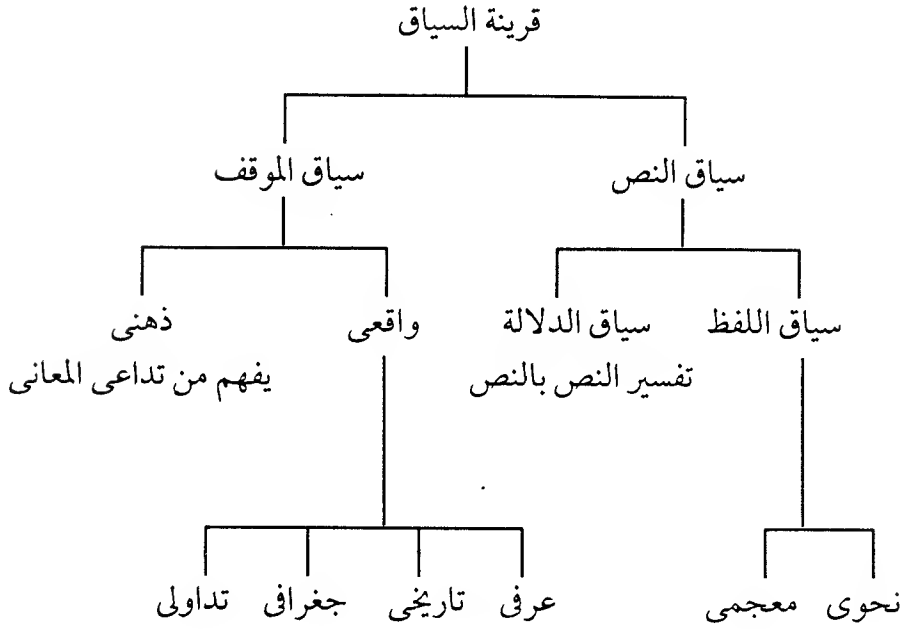 قرينة السياق
سياق النص
سياق الموقف
سياق اللفظ
سياق الدلالة
تفسير النص بالنص
واقعى
ذهنى
يفهم من تداعى المعانى
نحوى
معجمى
عرفى
تاريخى
جغرافى
تداولى